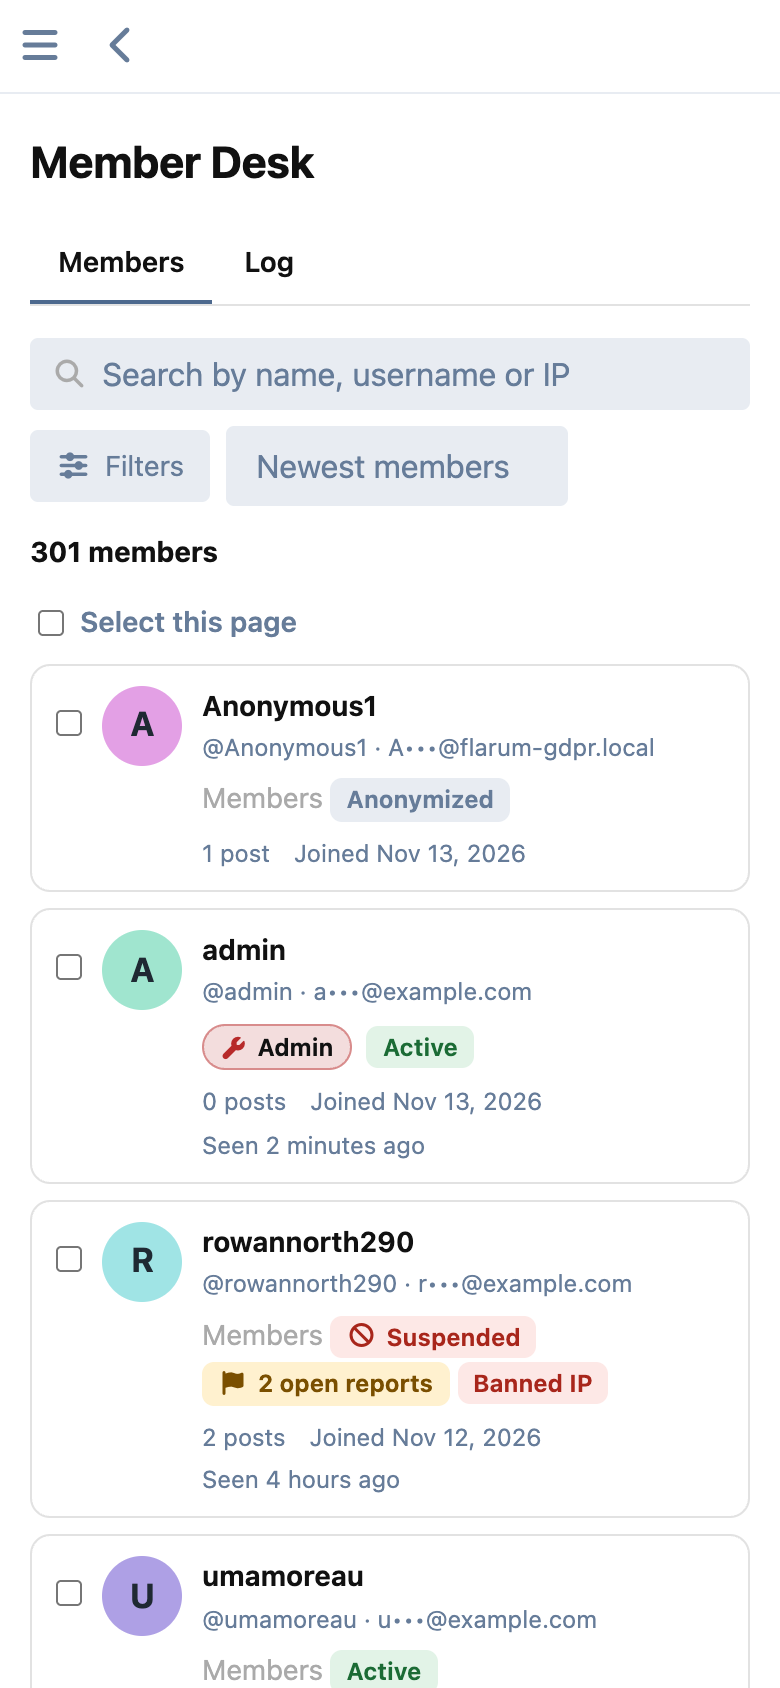 Member Desk
Members Log
Search by name, username or IP
Filters Newest members
301 members
Select this page
A Anonymous1
@Anonymous1 · A•••@flarum-gdpr.local
Members Anonymized
1 post Joined Nov 13, 2026
A admin
@admin · a•••@example.com
Admin Active
0 posts Joined Nov 13, 2026
Seen 2 minutes ago
R rowannorth290
@rowannorth290 · r•••@example.com
Members Suspended
2 open reports Banned IP
2 posts Joined Nov 12, 2026
Seen 4 hours ago
U umamoreau
@umamoreau · u•••@example.com
Members Active